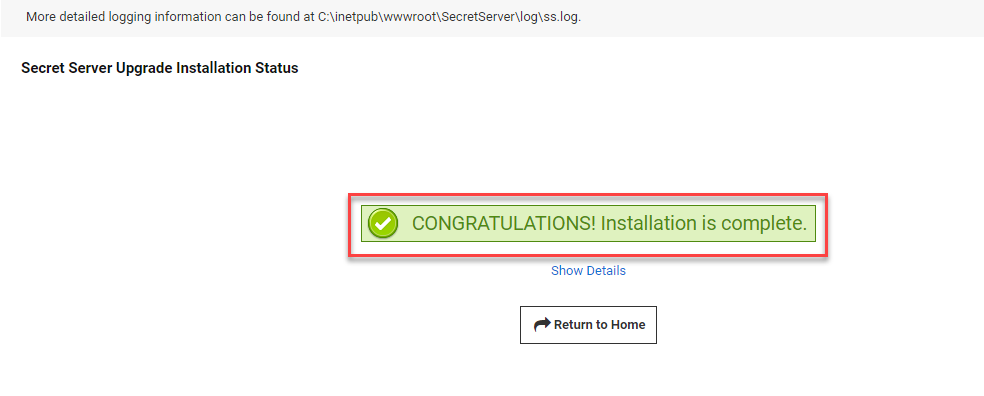 More detailed logging information can be found at C:\inetpub\wwwroot\SecretServer\log\ss.log.
Secret Server Upgrade Installation Status
CONGRATULATIONS! Installation is complete.
Show Details
Return to Home